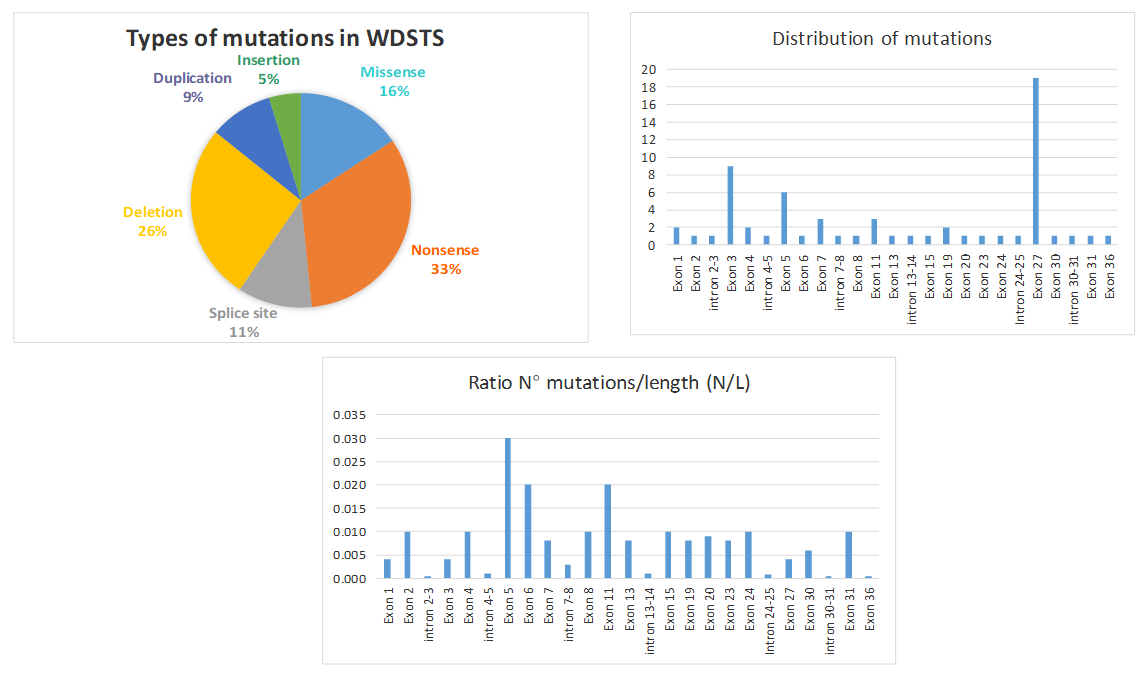 Types of mutations in WDSTS
Insertion
5%
Missense
16%
Duplication
9%
Deletion
26%
Nonsense
33%
Splice site
11%
Distribution of mutations
20
18
16
14
12
10
8
6
4
2
0
Exon 1
Exon 2
intron 2-3
Exon 3
Exon 4
intron 4-5
Exon 5
Exon 6
Exon 7
intron 7-8
Exon 8
Exon 11
Exon 13
intron 13-14
Exon 15
Exon 19
Exon 20
Exon 23
Exon 24
Intron 24-25
Exon 27
Exon 30
intron 30-31
Exon 31
Exon 36
Ratio N° mutations/length (N/L)
0.035
0.030
0.025
0.020
0.015
0.010
0.005
0.000
Exon 1
Exon 2
intron 2-3
Exon 3
Exon 4
intron 4-5
Exon 5
Exon 6
Exon 7
intron 7-8
Exon 8
Exon 11
Exon 13
intron 13-14
Exon 15
Exon 19
Exon 20
Exon 23
Exon 24
Intron 24-25
Exon 27
Exon 30
intron 30-31
Exon 31
Exon 36